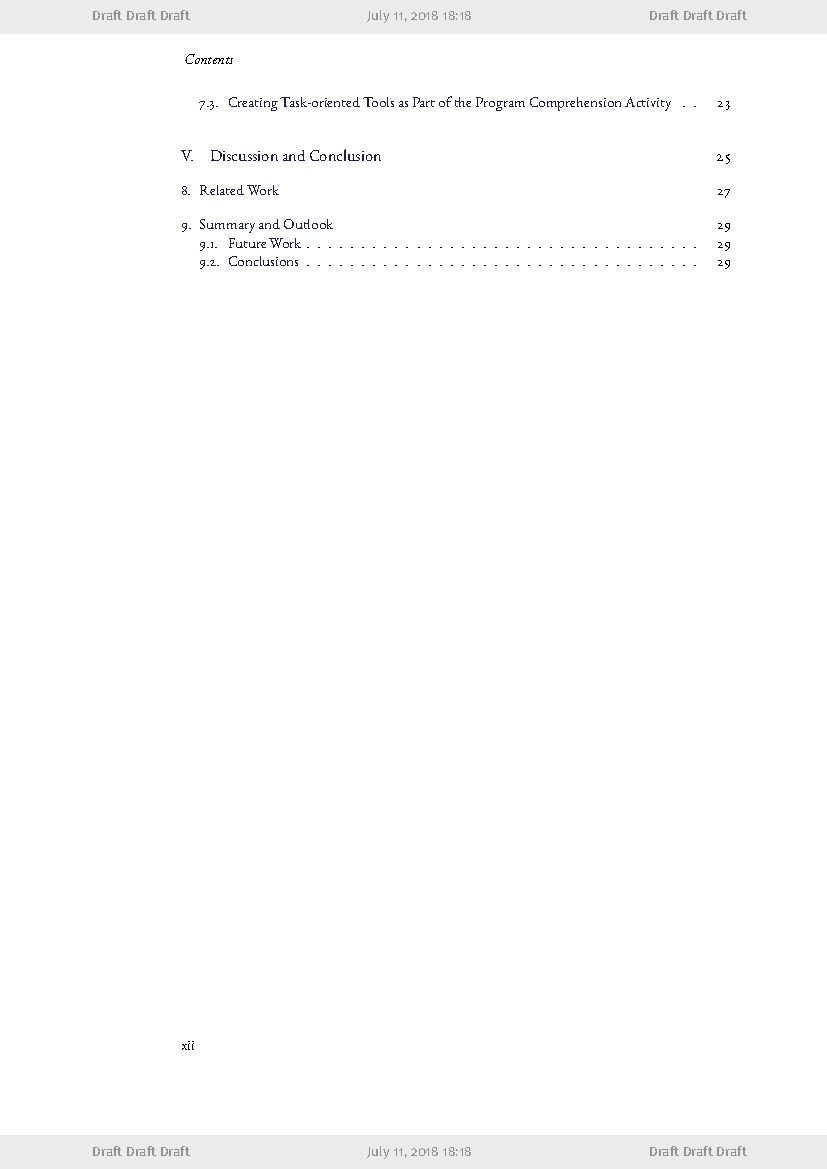 Draft Draft Draft July 11, 2018 18:18 Draft Draft Draft
Contents
7.3. Creating Task-oriented Tools as Part of the Program Comprehension Activity . . 23
V. Discussion and Conclusion 25
8. Related Work 27
9. Summary and Outlook 29
9.1. Future Work . . . . . . . . . . . . . . . . . . . . . . . . . . . . . . . . . . . . 29
9.2. Conclusions . . . . . . . . . . . . . . . . . . . . . . . . . . . . . . . . . . . . 29
xii
Draft Draft Draft July 11, 2018 18:18 Draft Draft Draft